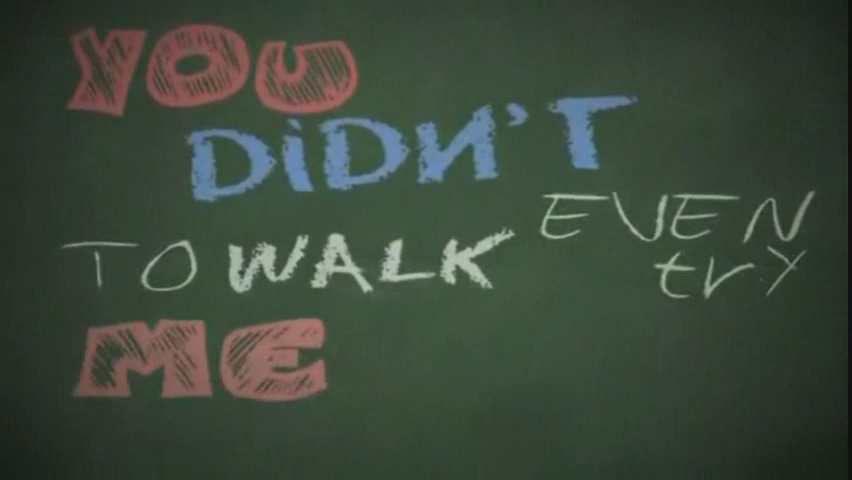 YOU
DiDN'T
EVEN
try
TO WALK
ME